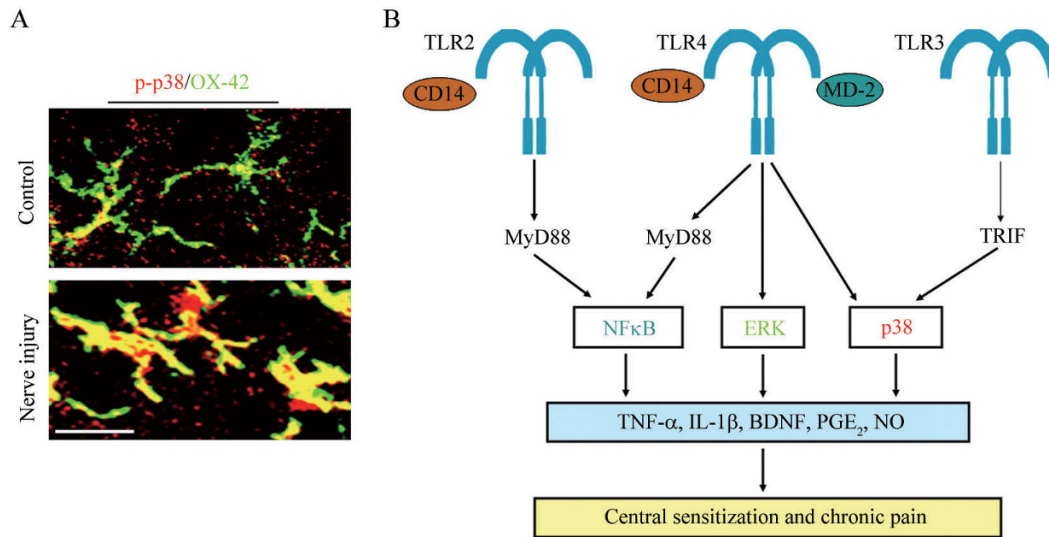 A
p-p38/OX-42
Control
Nerve injury
B
TLR2
TLR4
TLR3
CD14
CD14
MD-2
MyD88
MyD88
TRIF
NFκB
ERK
p38
TNF-α, IL-1β, BDNF, PGE₂, NO
Central sensitization and chronic pain